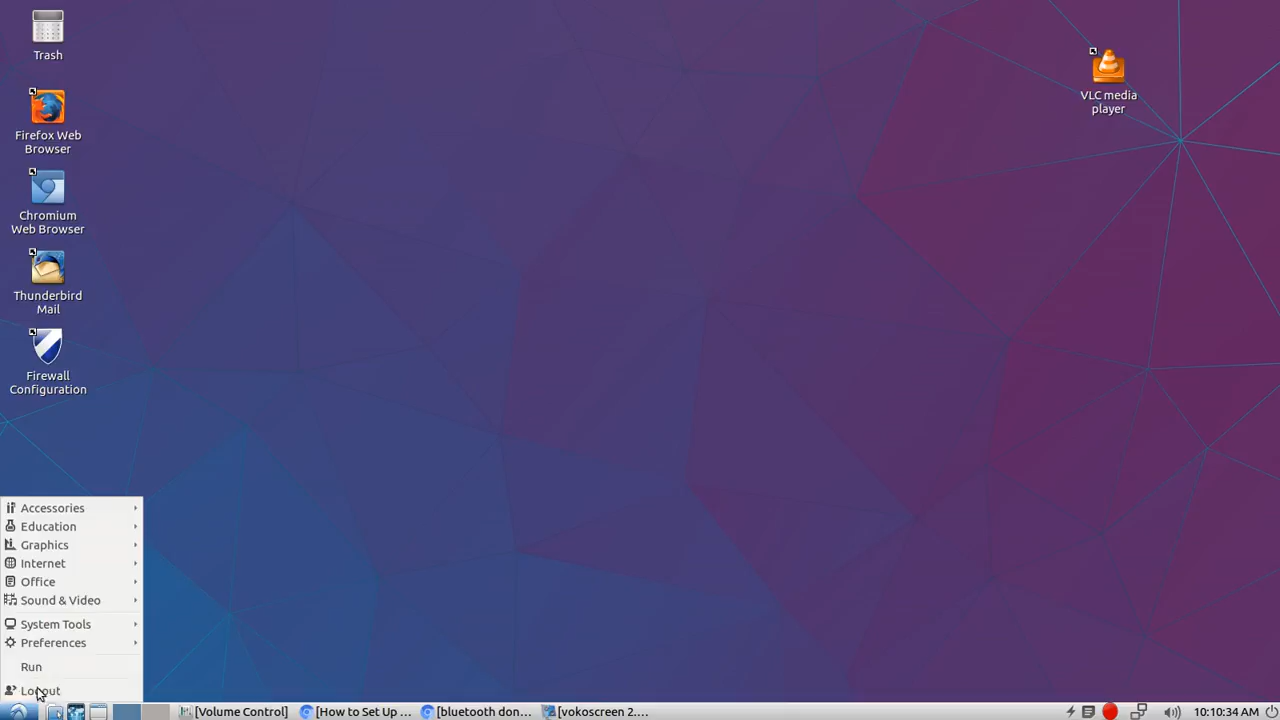 Trash
Firefox Web
Browser
Chromium
Web Browser
Thunderbird
Mail
Firewall
Configuration
VLC media
player
Accessories
Education
Graphics
Internet
Office
Sound & Video
System Tools
Preferences
Run
Logout
[Volume Control]
[How to Set Up ...
[bluetooth don...
[vokoscreen 2....
10:10:34 AM